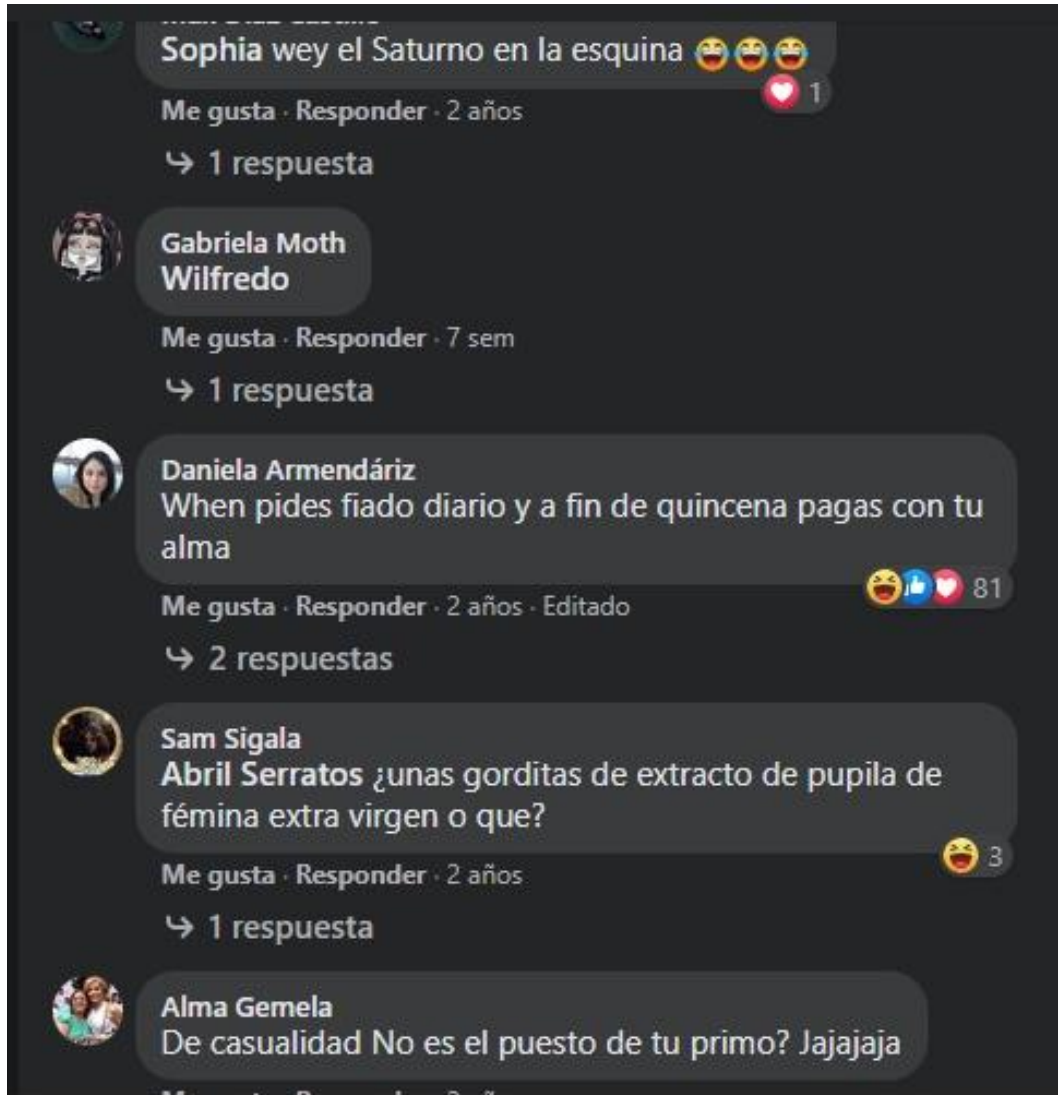 Sophia wey el Saturno en la esquina 😂😂😂
1
Me gusta · Responder · 2 años
1 respuesta
Gabriela Moth
Wilfredo
Me gusta · Responder · 7 sem
1 respuesta
Daniela Armendáriz
When pides fiado diario y a fin de quincena pagas con tu
alma
81
Me gusta · Responder · 2 años · Editado
2 respuestas
Sam Sigala
Abril Serratos ¿unas gorditas de extracto de pupila de
fémina extra virgen o que?
3
Me gusta · Responder · 2 años
1 respuesta
Alma Gemela
De casualidad No es el puesto de tu primo? Jajajaja